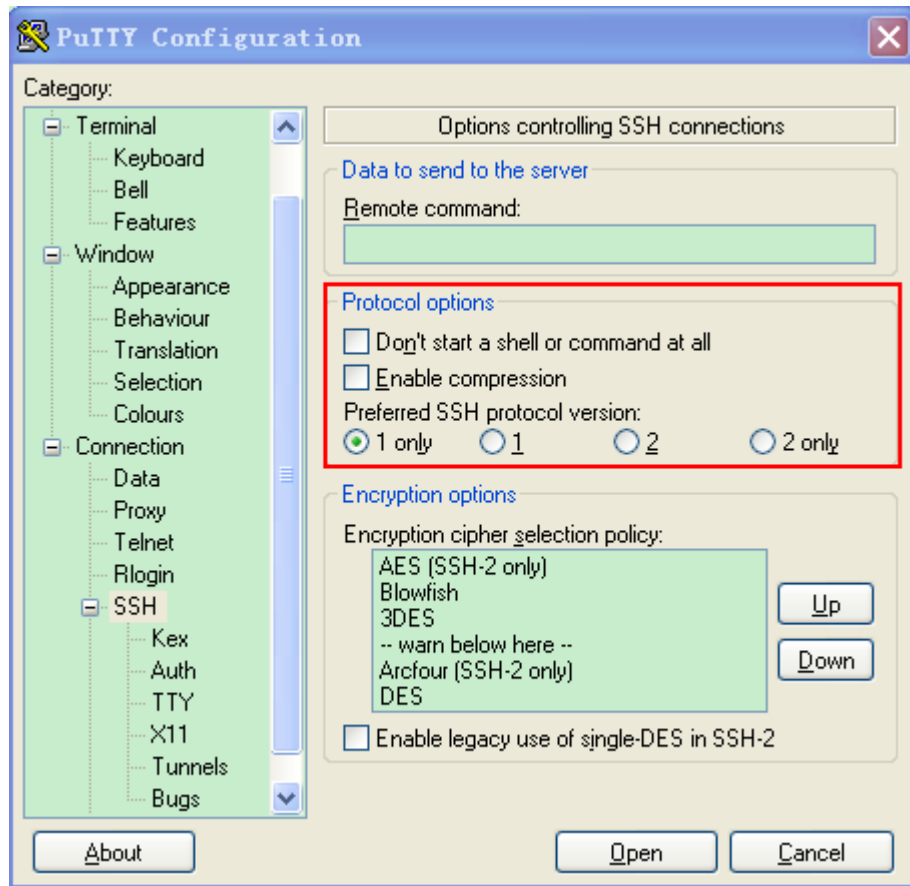 PuTTY Configuration
Category:
Terminal
Keyboard
Bell
Features
Window
Appearance
Behaviour
Translation
Selection
Colours
Connection
Data
Proxy
Telnet
Rlogin
SSH
Kex
Auth
TTY
X11
Tunnels
Bugs
Options controlling SSH connections
Data to send to the server
Remote command:
Protocol options
Don't start a shell or command at all
Enable compression
Preferred SSH protocol version:
1 only 1 2 2 only
Encryption options
Encryption cipher selection policy:
AES (SSH-2 only)
Blowfish
3DES
-- warn below here --
Arcfour (SSH-2 only)
DES
Up
Down
Enable legacy use of single-DES in SSH-2
About Open Cancel